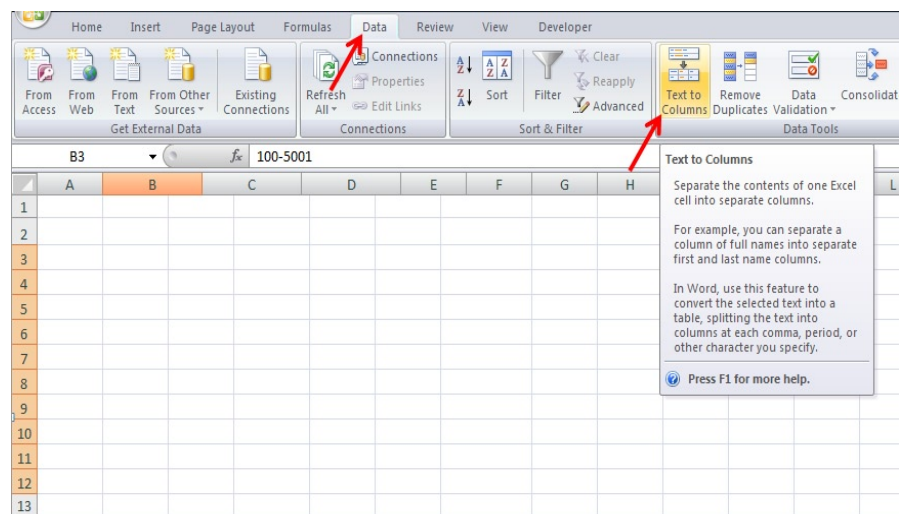 Home Insert Page Layout Formulas Data Review View Developer
From Access
From Web
From Text
From Other Sources
Existing Connections
Get External Data
Refresh All
Connections
Properties
Edit Links
Connections
A Z
Z A
A Z
Z A
Sort
Filter
Clear
Reapply
Advanced
Sort & Filter
Text to Columns
Remove Duplicates
Data Validation
Consolidat
Data Tools
B3 fx 100-5001
A B C D E F G H L
1
2
3
4
5
6
7
8
9
10
11
12
13
Text to Columns
Separate the contents of one Excel
cell into separate columns.
For example, you can separate a
column of full names into separate
first and last name columns.
In Word, use this feature to
convert the selected text into a
table, splitting the text into
columns at each comma, period, or
other character you specify.
Press F1 for more help.